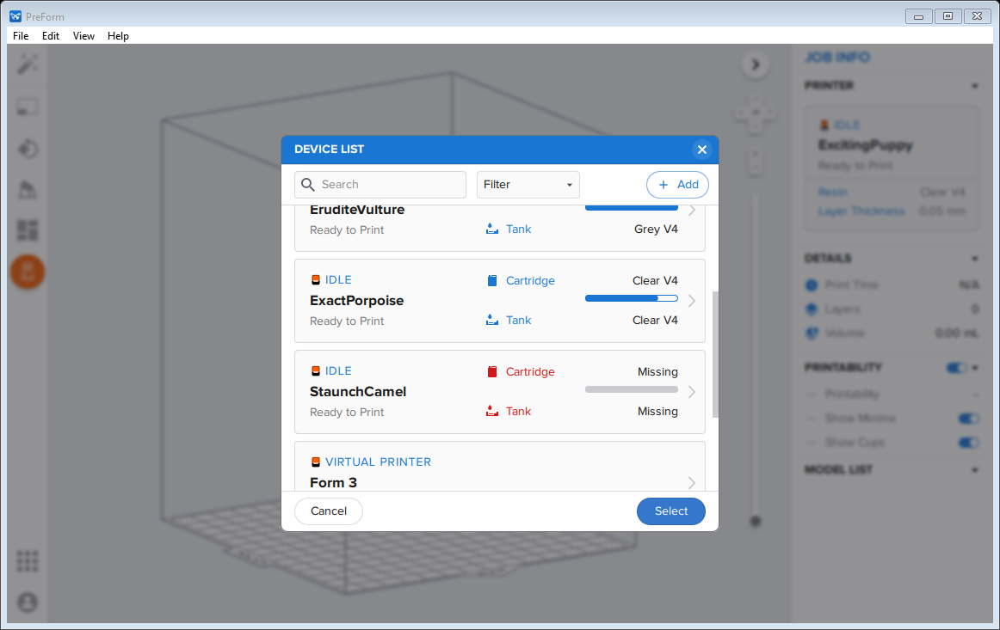 PreForm
File Edit View Help
JOB INFO
PRINTER
IDLE
ExcitingPuppy
Ready to Print
Resin Clear V4
Layer Thickness 0.05 mm
DETAILS
Print Time N/A
Layers 0
Volume 0.00 mL
PRINTABILITY
Printability --
Show Minima
Show Cups
MODEL LIST
DEVICE LIST
Search Filter + Add
EruditeVulture
Ready to Print Tank Grey V4
IDLE Cartridge Clear V4
ExactPorpoise
Ready to Print Tank Clear V4
IDLE Cartridge Missing
StaunchCamel
Ready to Print Tank Missing
VIRTUAL PRINTER
Form 3
Cancel Select